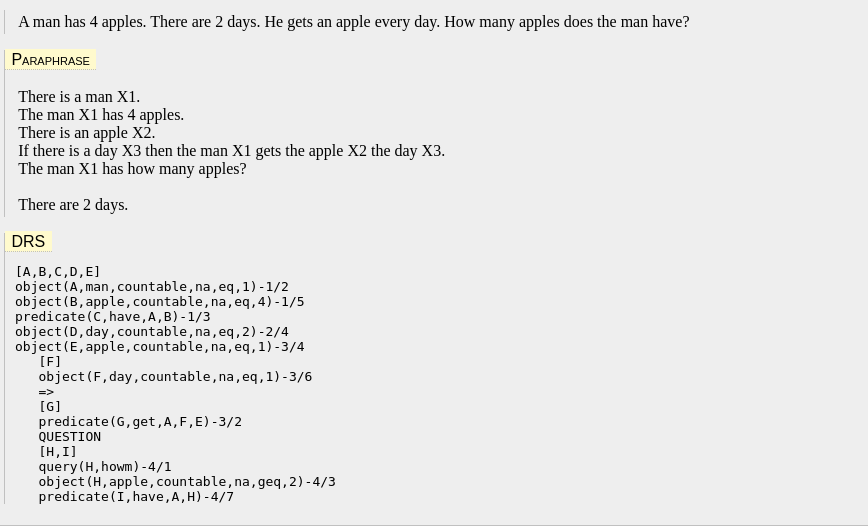 A man has 4 apples. There are 2 days. He gets an apple every day. How many apples does the man have?
PARAPHRASE
There is a man X1.
The man X1 has 4 apples.
There is an apple X2.
If there is a day X3 then the man X1 gets the apple X2 the day X3.
The man X1 has how many apples?
There are 2 days.
DRS
[A,B,C,D,E]
object(A,man,countable,na,eq,1)-1/2
object(B,apple,countable,na,eq,4)-1/5
predicate(C,have,A,B)-1/3
object(D,day,countable,na,eq,2)-2/4
object(E,apple,countable,na,eq,1)-3/4
[F]
object(F,day,countable,na,eq,1)-3/6
=>
[G]
predicate(G,get,A,F,E)-3/2
QUESTION
[H,I]
query(H,howm)-4/1
object(H,apple,countable,na,geq,2)-4/3
predicate(I,have,A,H)-4/7